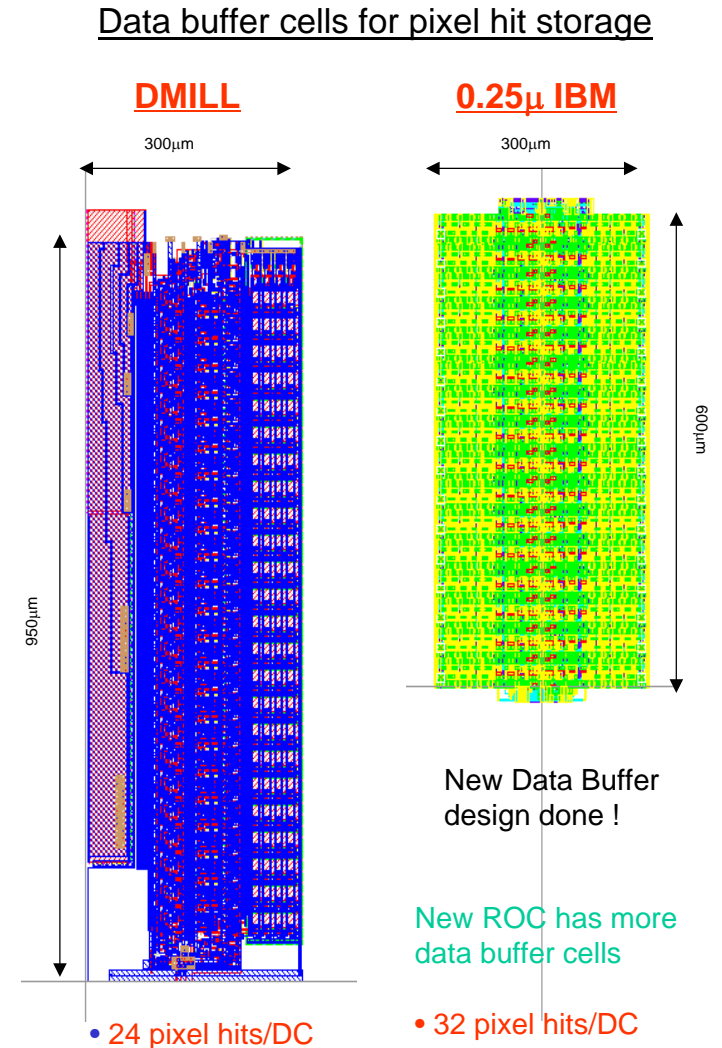 Data buffer cells for pixel hit storage
DMILL
0.25μ IBM
300μm
300μm
950μm
600μm
New Data Buffer
design done !
New ROC has more
data buffer cells
• 24 pixel hits/DC
• 32 pixel hits/DC